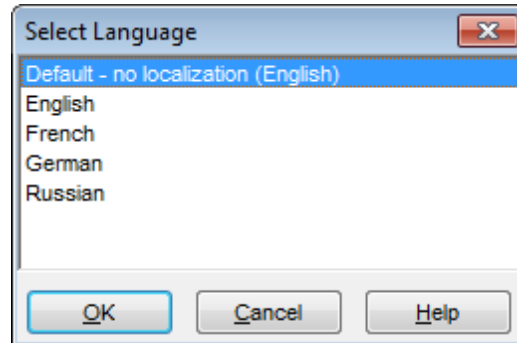 Select Language
Default - no localization (English)
English
French
German
Russian
OK Cancel Help